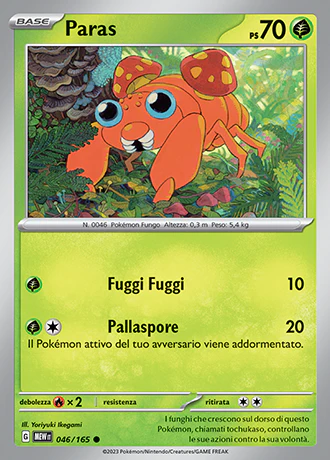 BASE
Paras
PS 70
N. 0046 Pokémon Fungo Altezza: 0,3 m Peso: 5,4 kg
Fuggi Fuggi 10
Pallaspore 20
Il Pokémon attivo del tuo avversario viene addormentato.
debolezza ×2 resistenza ritirata
Ill. Yoriyuki Ikegami
G MEW IT 046/165
I funghi che crescono sul dorso di questo
Pokémon, chiamati tochukaso, controllano
le sue azioni contro la sua volontà.
©2023 Pokémon/Nintendo/Creatures/GAME FREAK